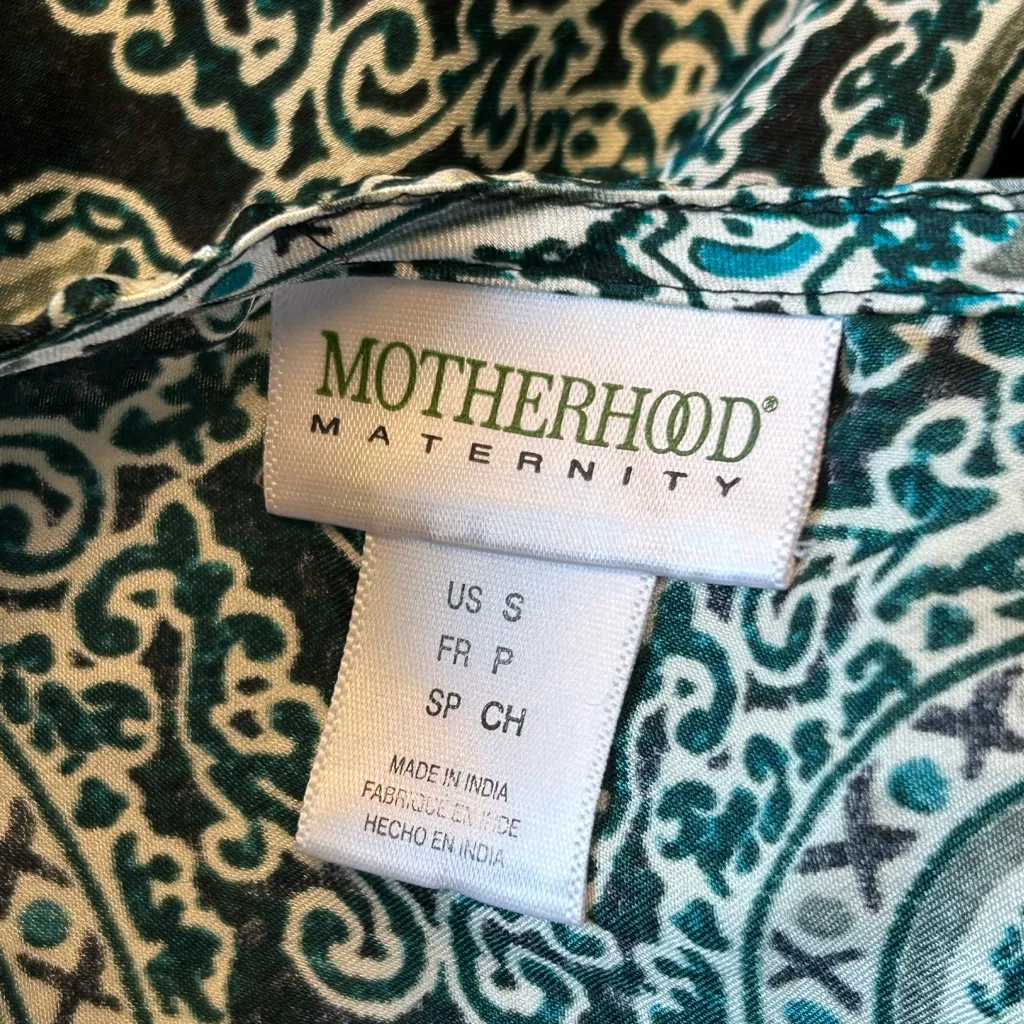 MOTHERHOOD®
MATERNITY
US S
FR P
SP CH
MADE IN INDIA
FABRIQUE EN INDE
HECHO EN INDIA